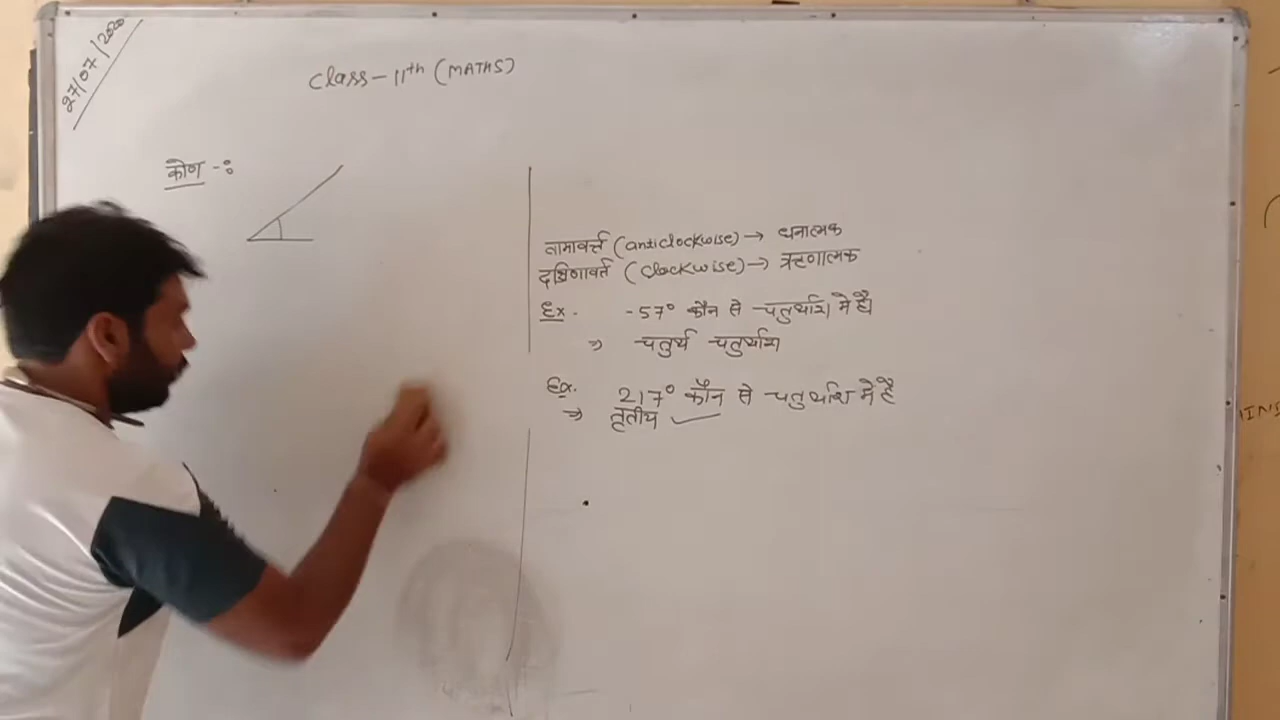 27/07/2020
Class - 11th (MATHS)
कोण -:
वामावर्त्त (anticlockwise) → धनात्मक
दक्षिणावर्त (clockwise) → ऋणात्मक
Ex. -57° कौन से चतुर्थांश में है।
⇒ चतुर्थ चतुर्थांश
Ex. 217° कौन से चतुर्थांश में है
⇒ तृतीय ✓